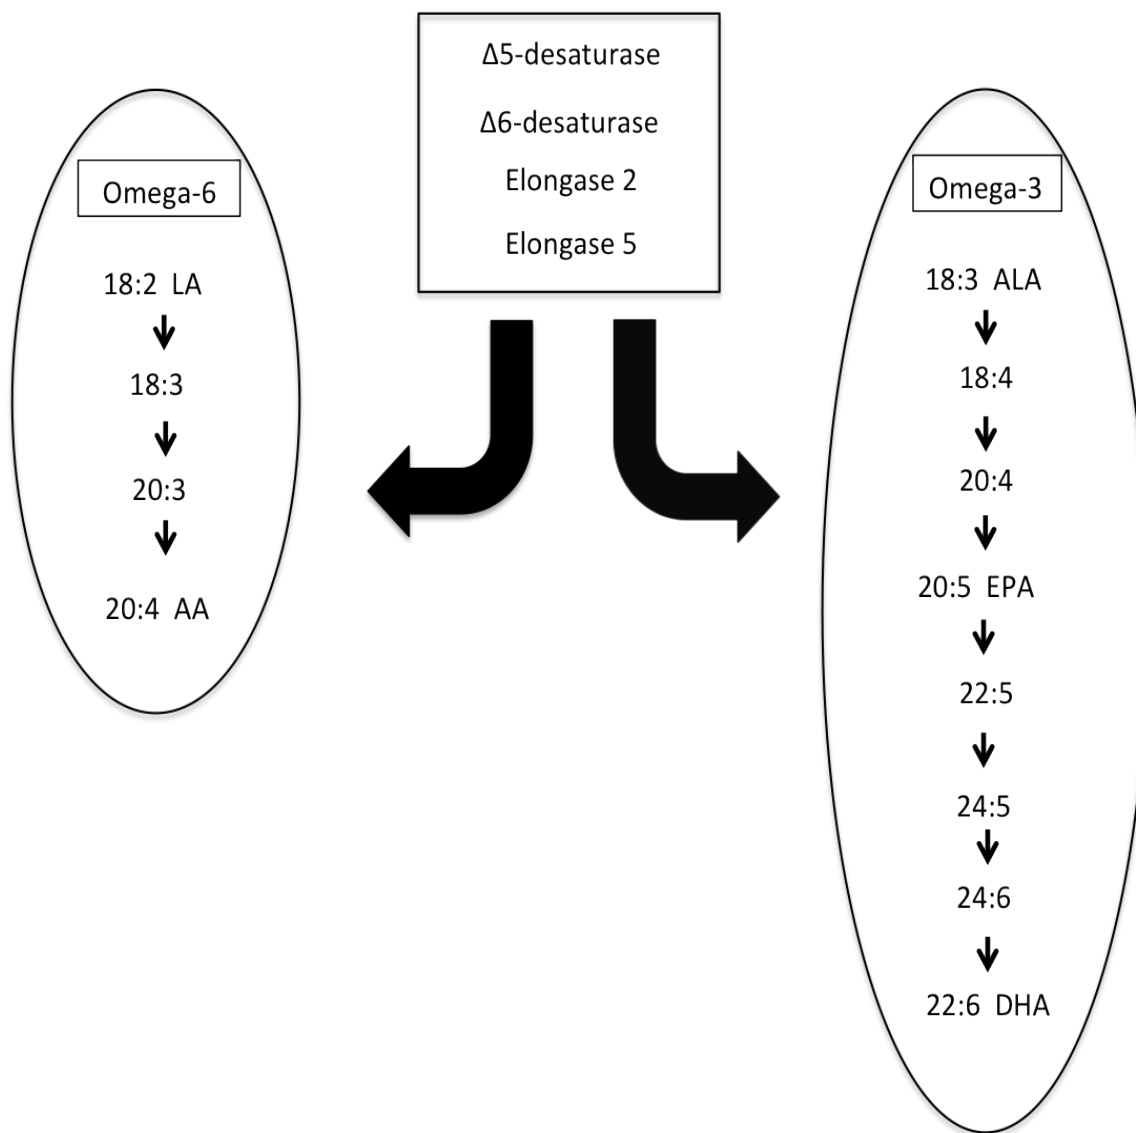 Δ5-desaturase
Δ6-desaturase
Elongase 2
Elongase 5
Omega-6
18:2 LA
18:3
20:3
20:4 AA
Omega-3
18:3 ALA
18:4
20:4
20:5 EPA
22:5
24:5
24:6
22:6 DHA